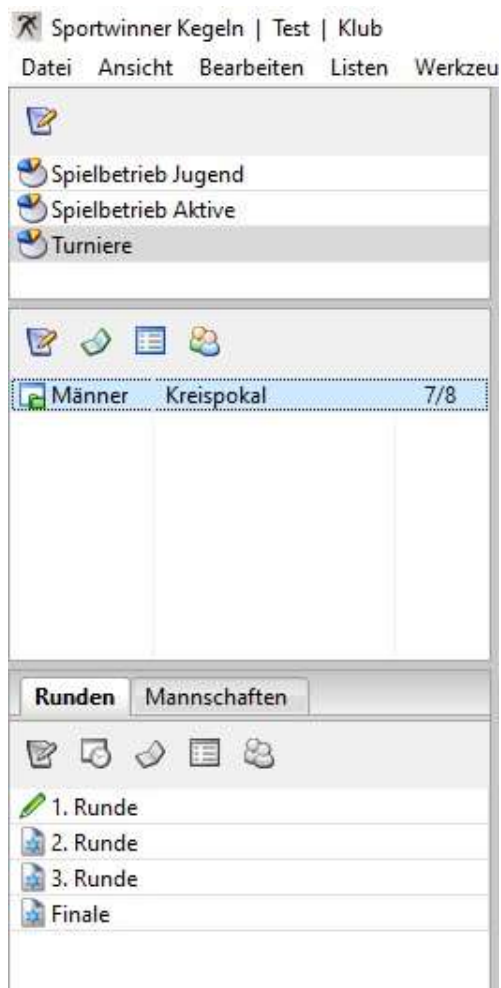 Sportwinner Kegeln | Test | Klub
Datei Ansicht Bearbeiten Listen Werkzeu
Spielbetrieb Jugend
Spielbetrieb Aktive
Turniere
Männer Kreispokal 7/8
Runden Mannschaften
1. Runde
2. Runde
3. Runde
Finale